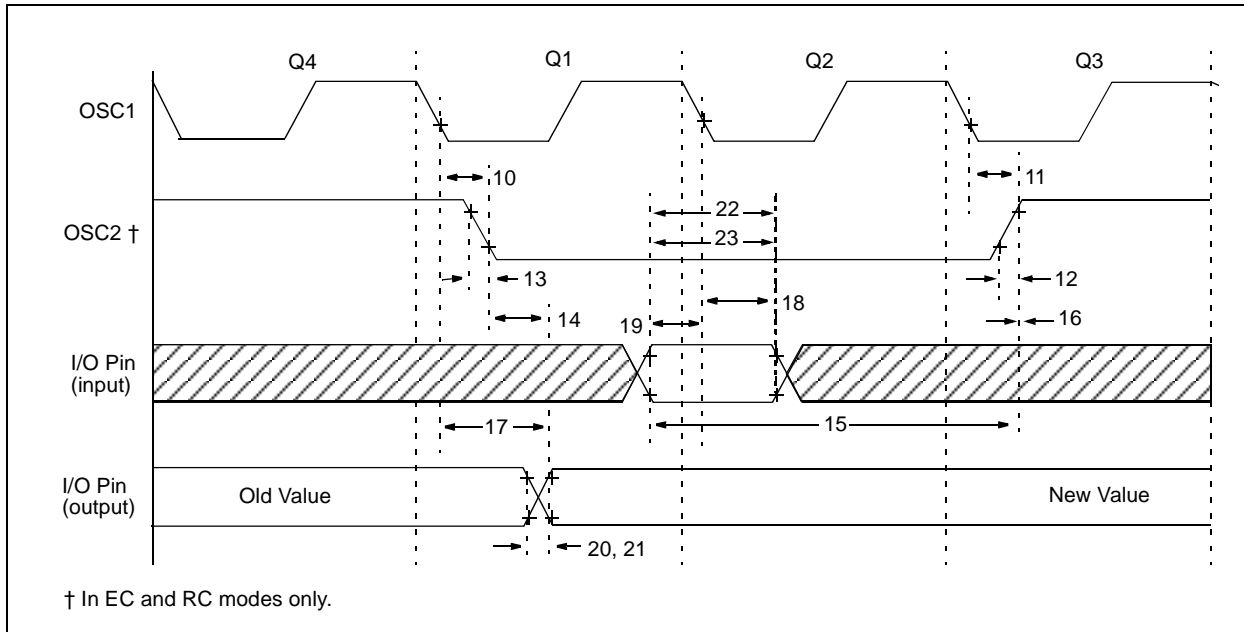 Q4 Q1 Q2 Q3
OSC1
10 11
22
OSC2 †
23
13 18 12
14 19 16
I/O Pin
(input)
17 15
I/O Pin
(output)
Old Value New Value
20, 21
† In EC and RC modes only.